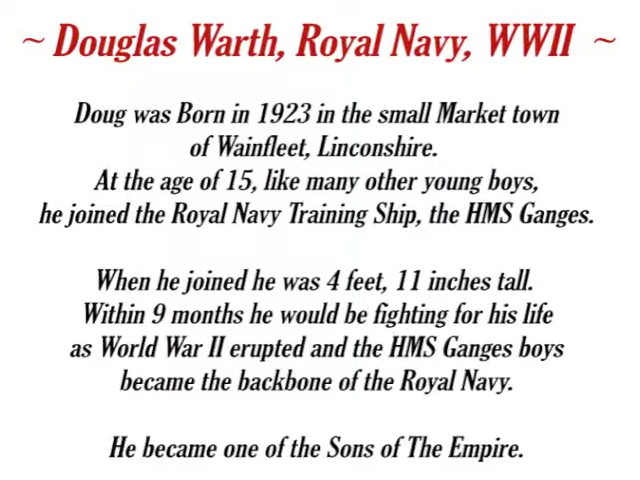 ~ Douglas Warth, Royal Navy, WWII ~
Doug was Born in 1923 in the small Market town
of Wainfleet, Linconshire.
At the age of 15, like many other young boys,
he joined the Royal Navy Training Ship, the HMS Ganges.
When he joined he was 4 feet, 11 inches tall.
Within 9 months he would be fighting for his life
as World War II erupted and the HMS Ganges boys
became the backbone of the Royal Navy.
He became one of the Sons of The Empire.